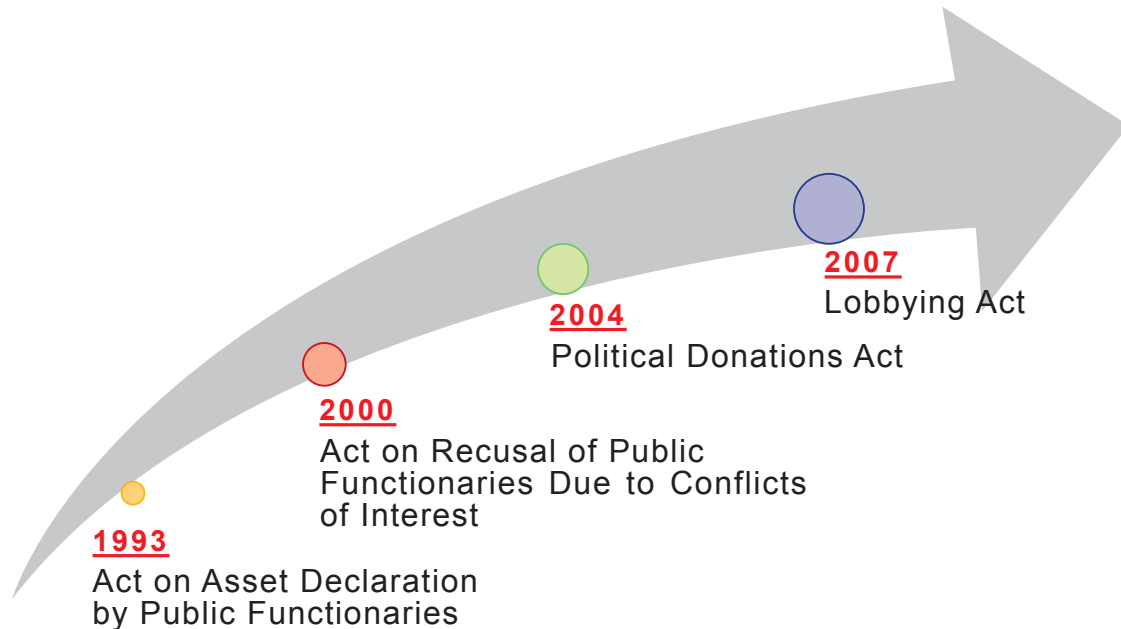 1993
Act on Asset Declaration
by Public Functionaries
2000
Act on Recusal of Public
Functionaries Due to Conflicts
of Interest
2004
Political Donations Act
2007
Lobbying Act